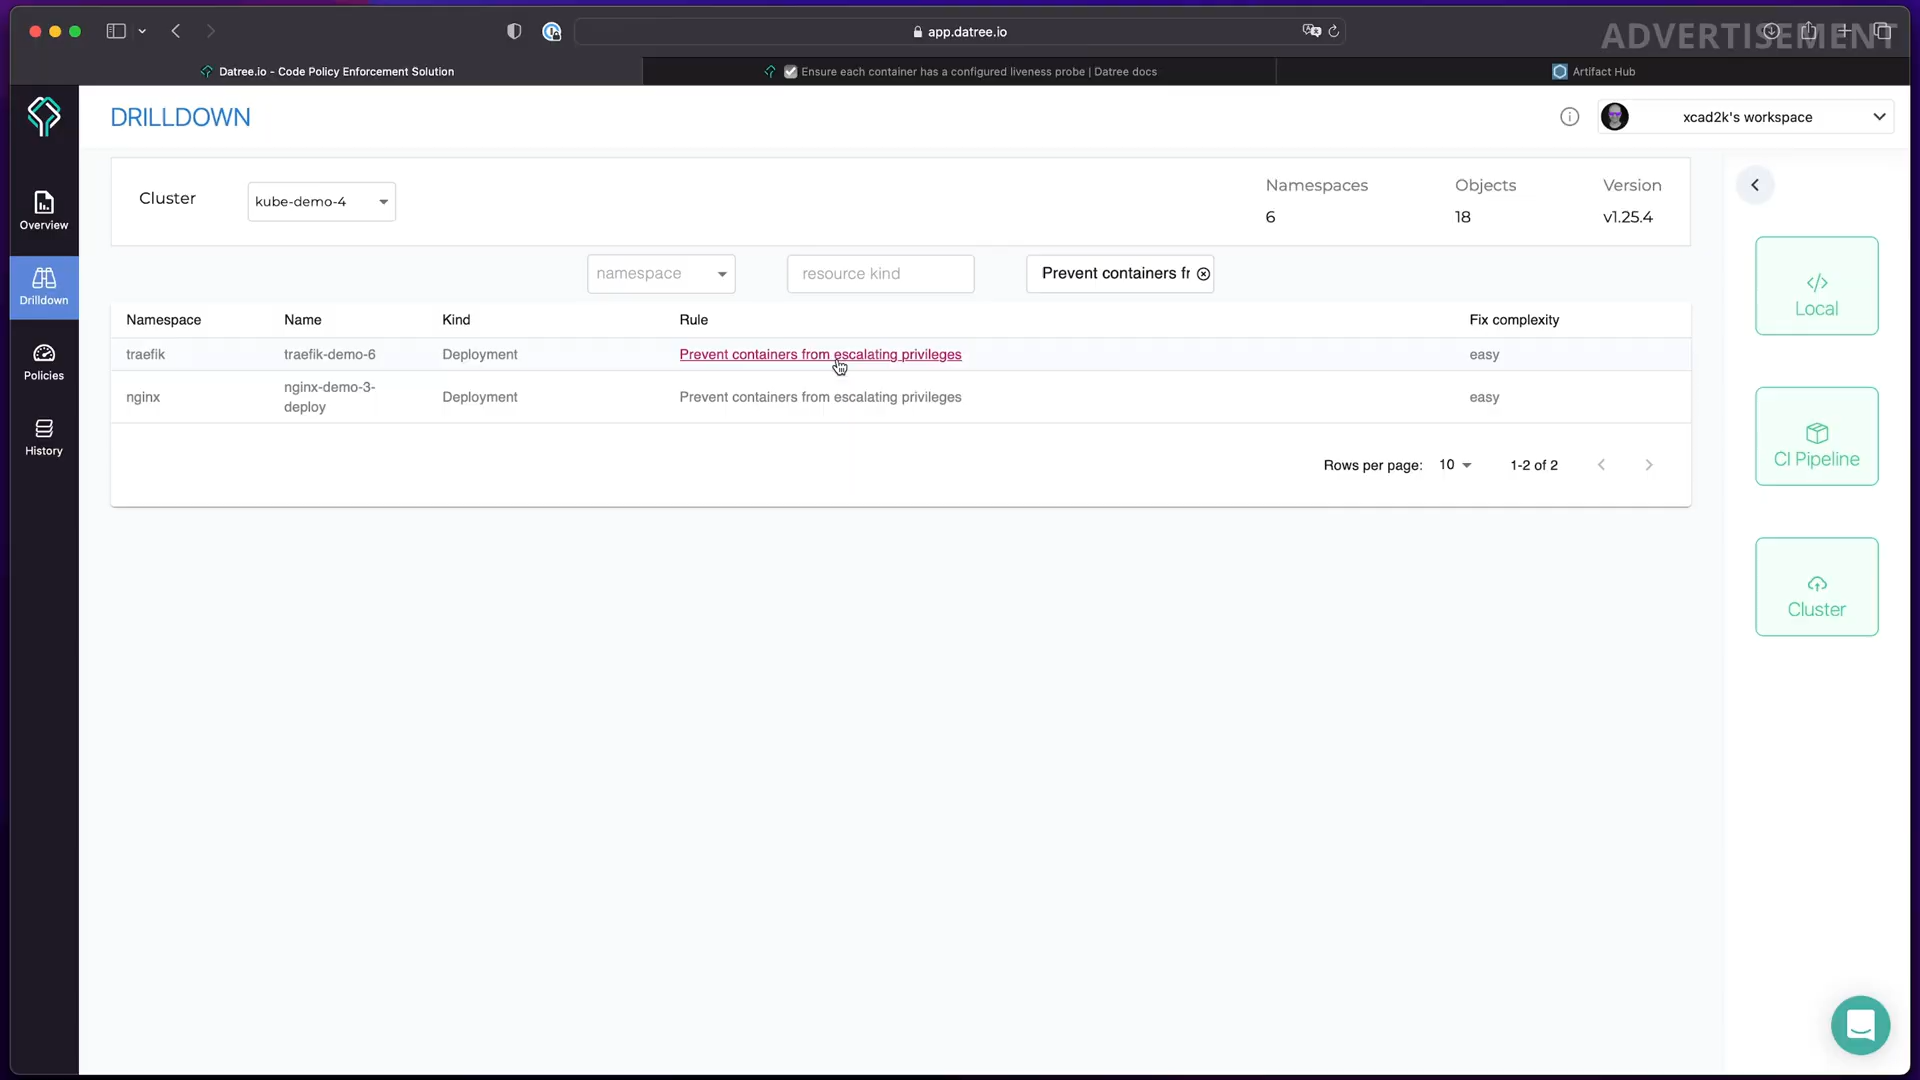 app.datree.io
ADVERTISEMENT
Datree.io - Code Policy Enforcement Solution
Ensure each container has a configured liveness probe | Datree docs
Artifact Hub
DRILLDOWN
xcad2k's workspace
Overview
Drilldown
Policies
History
Cluster
kube-demo-4
Namespaces
6
Objects
18
Version
v1.25.4
namespace
resource kind
Prevent containers fr
Namespace Name Kind Rule Fix complexity
traefik traefik-demo-6 Deployment Prevent containers from escalating privileges easy
nginx nginx-demo-3-
deploy Deployment Prevent containers from escalating privileges easy
Rows per page: 10 1-2 of 2
</> Local
CI Pipeline
Cluster